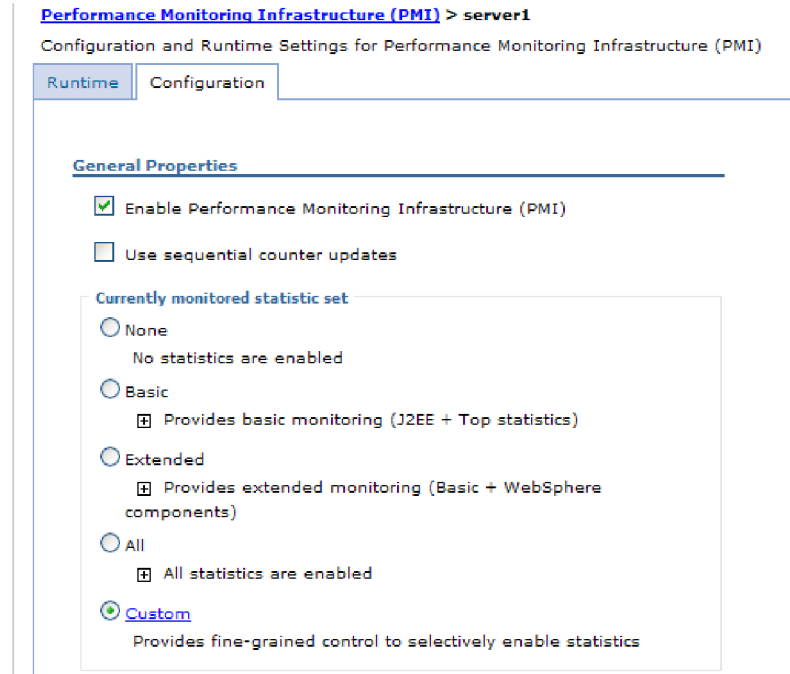 Performance Monitoring Infrastructure (PMI) > server1
Configuration and Runtime Settings for Performance Monitoring Infrastructure (PMI)
Runtime Configuration
General Properties
Enable Performance Monitoring Infrastructure (PMI)
Use sequential counter updates
Currently monitored statistic set
None
No statistics are enabled
Basic
Provides basic monitoring (J2EE + Top statistics)
Extended
Provides extended monitoring (Basic + WebSphere
components)
All
All statistics are enabled
Custom
Provides fine-grained control to selectively enable statistics